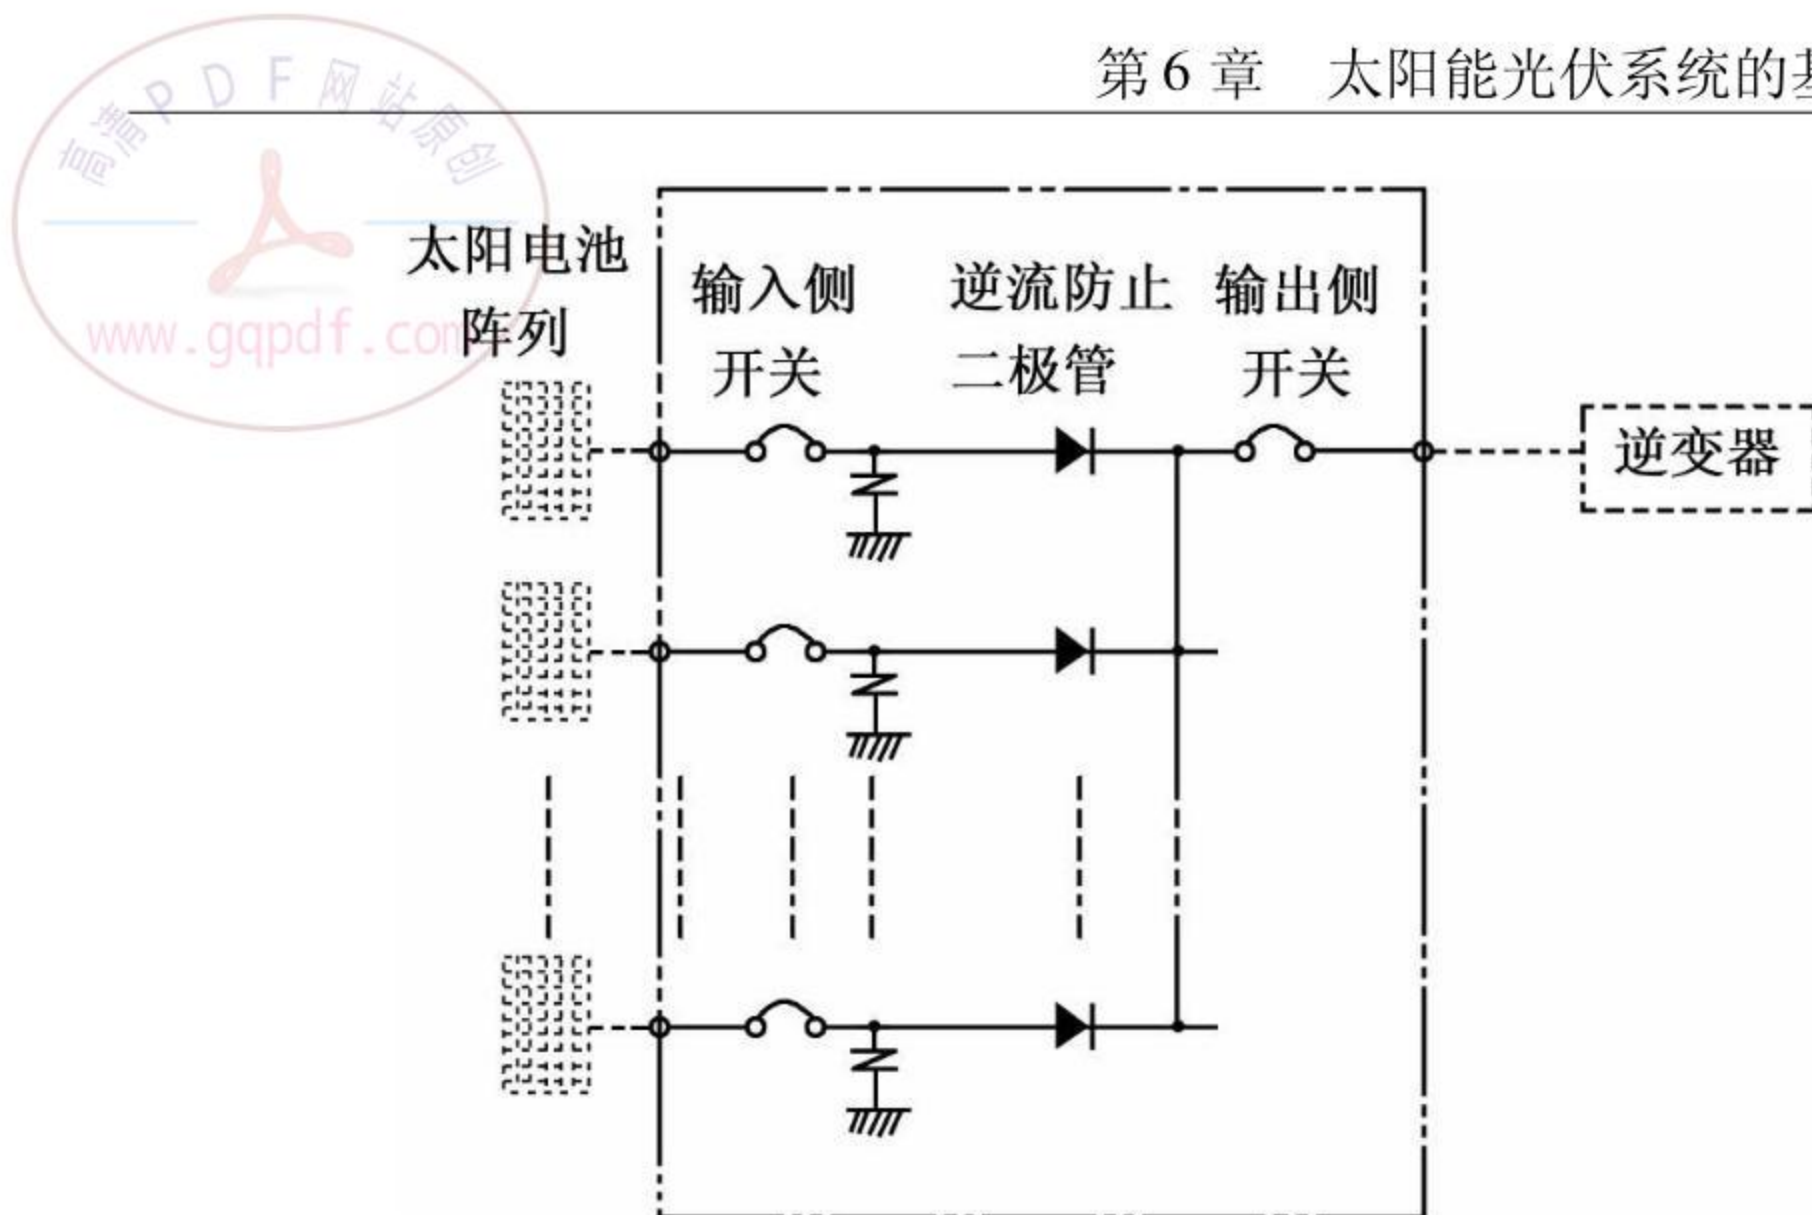 第6章 太阳能光伏系统的基
高清PDF网站原创
www.gqpdf.com
太阳电池
阵列
输入侧
开关
逆流防止
二极管
输出侧
开关
逆变器